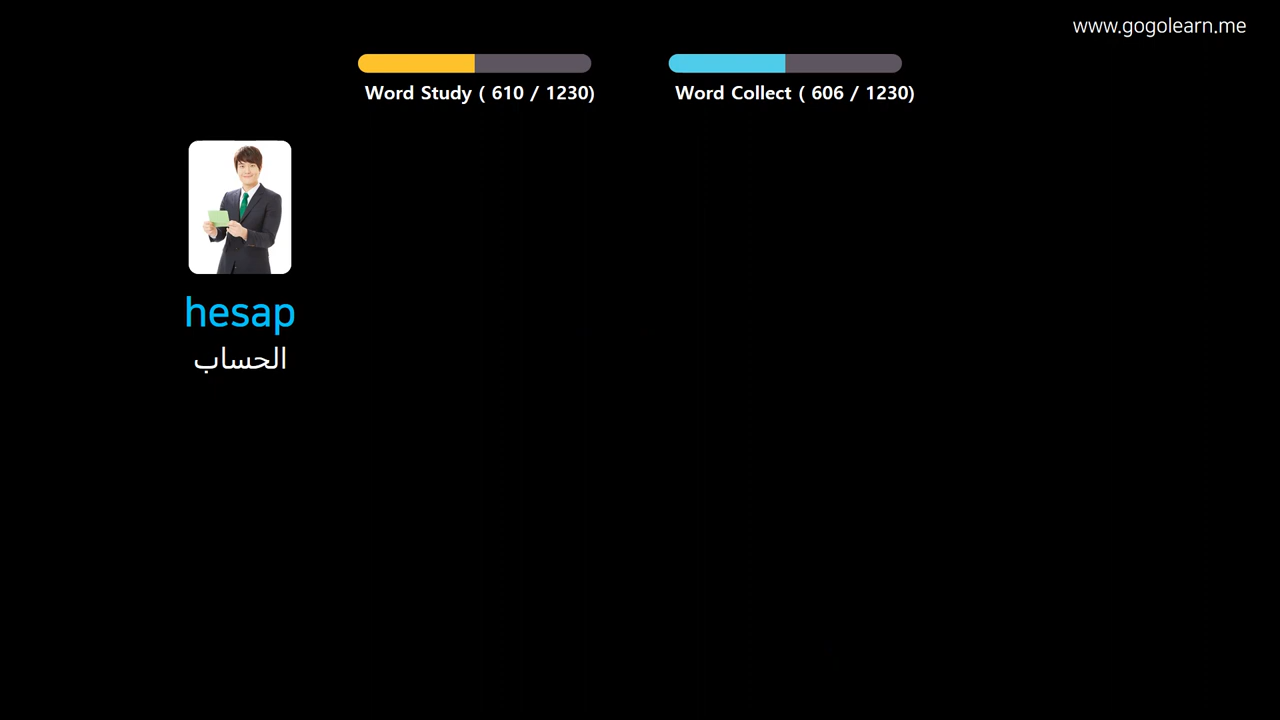 www.gogolearn.me
Word Study ( 610 / 1230)
Word Collect ( 606 / 1230)
hesap
الحساب